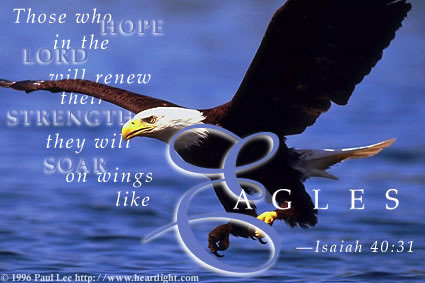 Those who
HOPE
in the
LORD
will renew
their
STRENGTH
they will
SOAR
on wings
like
EAGLES
—Isaiah 40:31
© 1996 Paul Lee http://www.heartlight.com